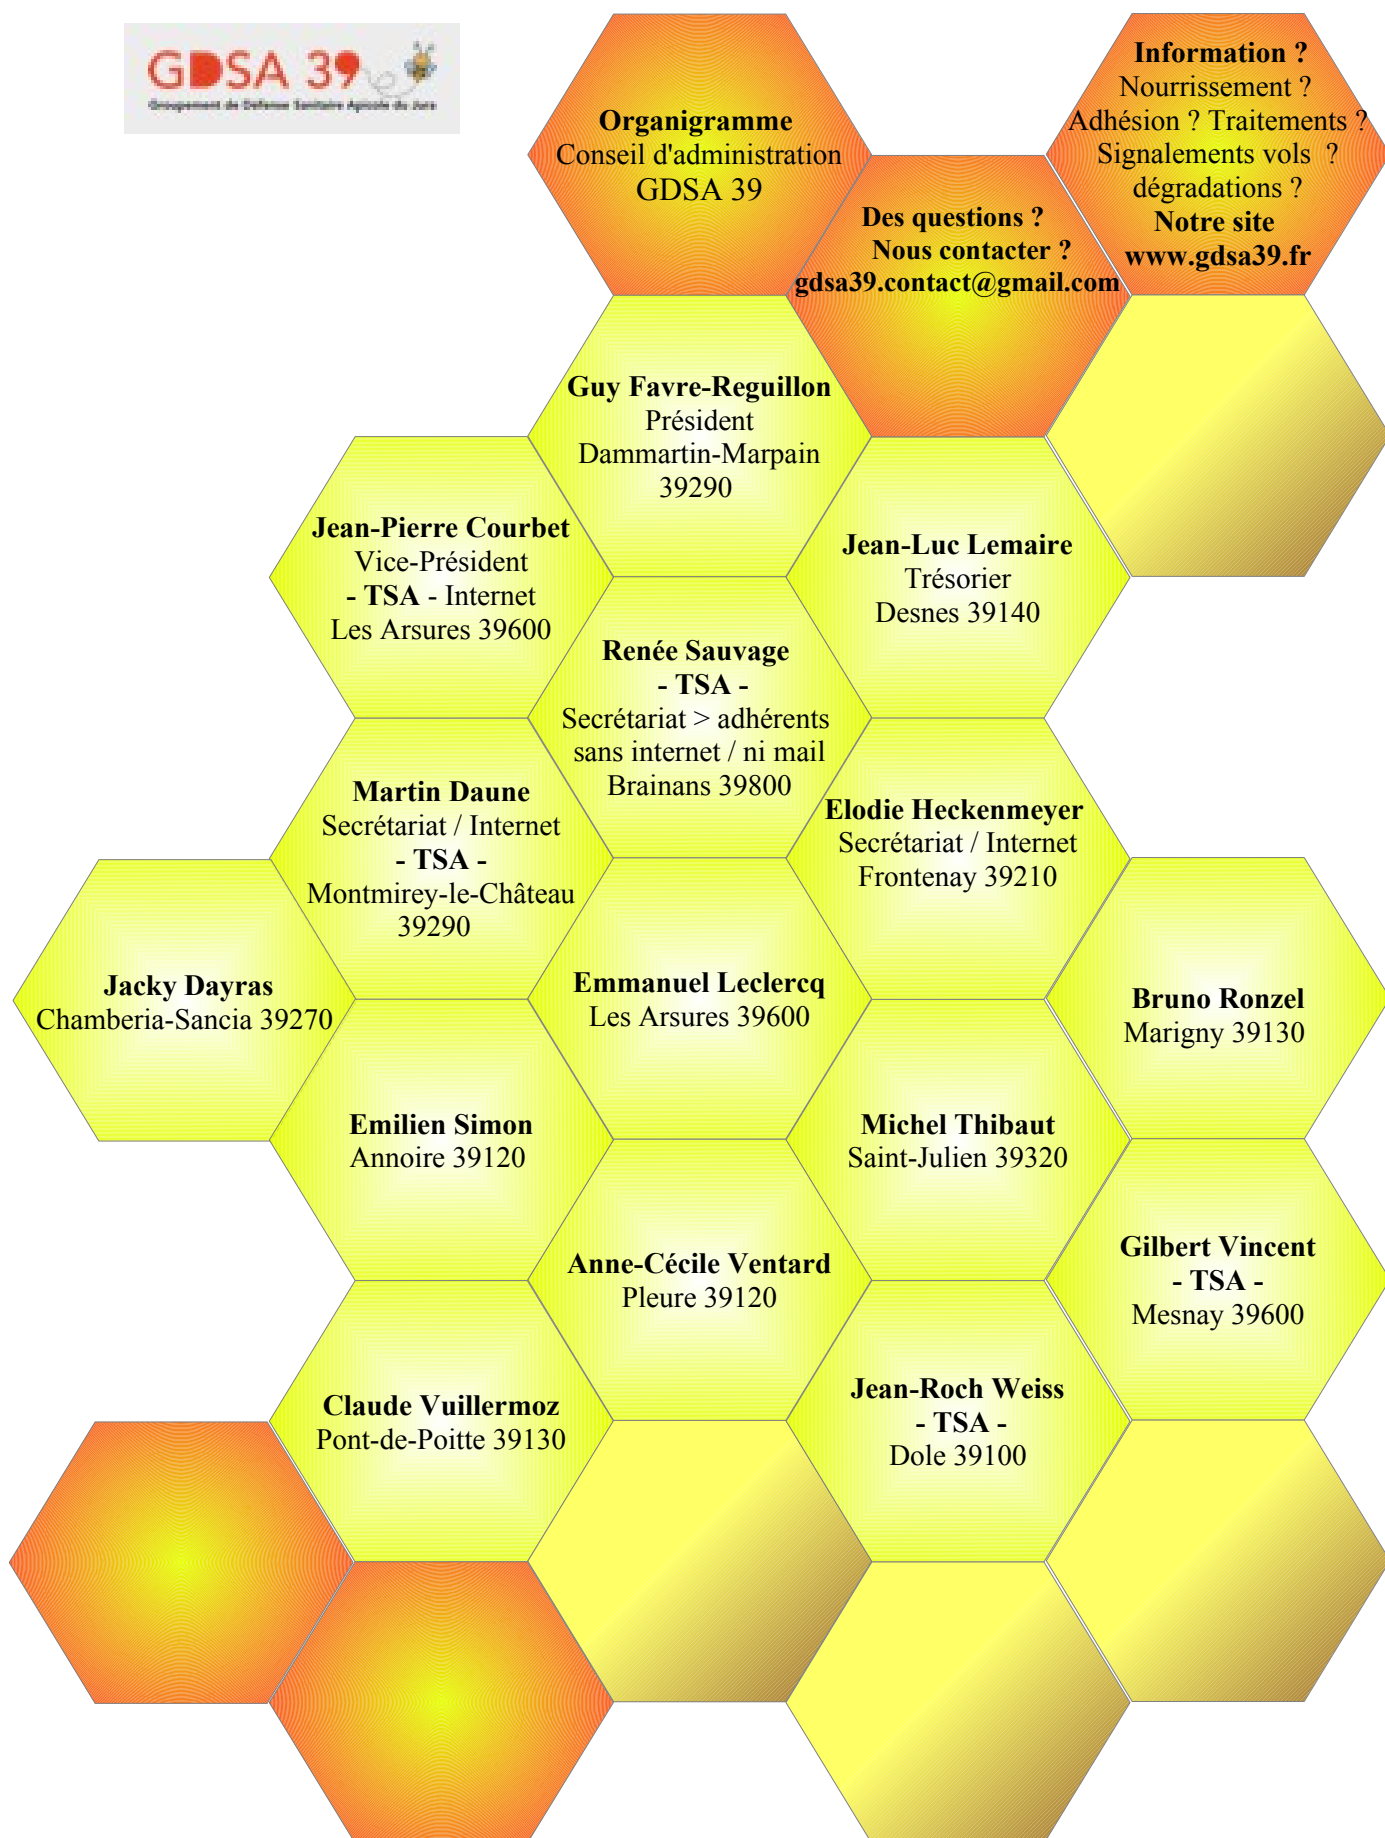 GDSA 39
Groupement de Défense Sanitaire Apicole du Jura
Organigramme
Conseil d'administration
GDSA 39
Information ?
Nourrissement ?
Adhésion ? Traitements ?
Signalements vols ?
dégradations ?
Notre site
www.gdsa39.fr
Des questions ?
Nous contacter ?
gdsa39.contact@gmail.com
Guy Favre-Reguillon
Président
Dammartin-Marpain
39290
Jean-Pierre Courbet
Vice-Président
- TSA - Internet
Les Arsures 39600
Jean-Luc Lemaire
Trésorier
Desnes 39140
Renée Sauvage
- TSA -
Secrétariat > adhérents
sans internet / ni mail
Brainans 39800
Martin Daune
Secrétariat / Internet
- TSA -
Montmirey-le-Château
39290
Elodie Heckenmeyer
Secrétariat / Internet
Frontenay 39210
Jacky Dayras
Chamberia-Sancia 39270
Emmanuel Leclercq
Les Arsures 39600
Bruno Ronzel
Marigny 39130
Emilien Simon
Annoire 39120
Michel Thibaut
Saint-Julien 39320
Anne-Cécile Ventard
Pleure 39120
Gilbert Vincent
- TSA -
Mesnay 39600
Claude Vuillermoz
Pont-de-Poitte 39130
Jean-Roch Weiss
- TSA -
Dole 39100